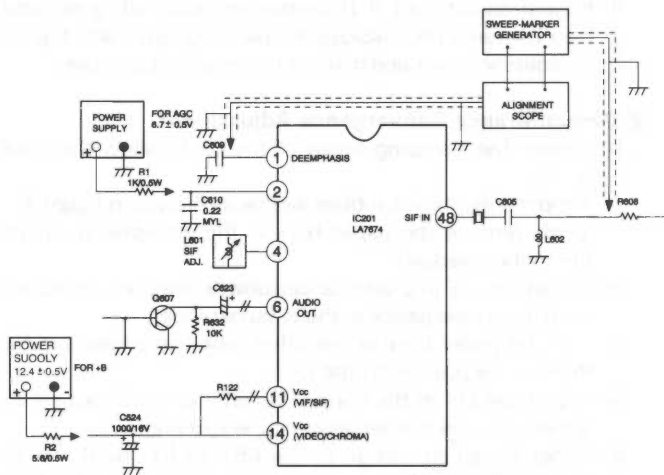 SWEEP-MARKER
GENERATOR
ALIGNMENT
SCOPE
POWER
SUPPLY
+ -
FOR AGC
6.7± 0.5V
R1
1K/0.5W
C609
1
DEEMPHASIS
2
C610
0.22
MYL
L601
SIF
ADJ.
4
IC201
LA7674
SIF IN
48
C605
R608
L602
Q607
C623
+
R632
10K
6
AUDIO
OUT
POWER
SUOOLY
12.4 ±0.5V
+ -
FOR +B
R122
11
Vcc
(VIF/SIF)
14
Vcc
(VIDEO/CHROMA)
C524
1000/16V
+
R2
5.6/0.5W